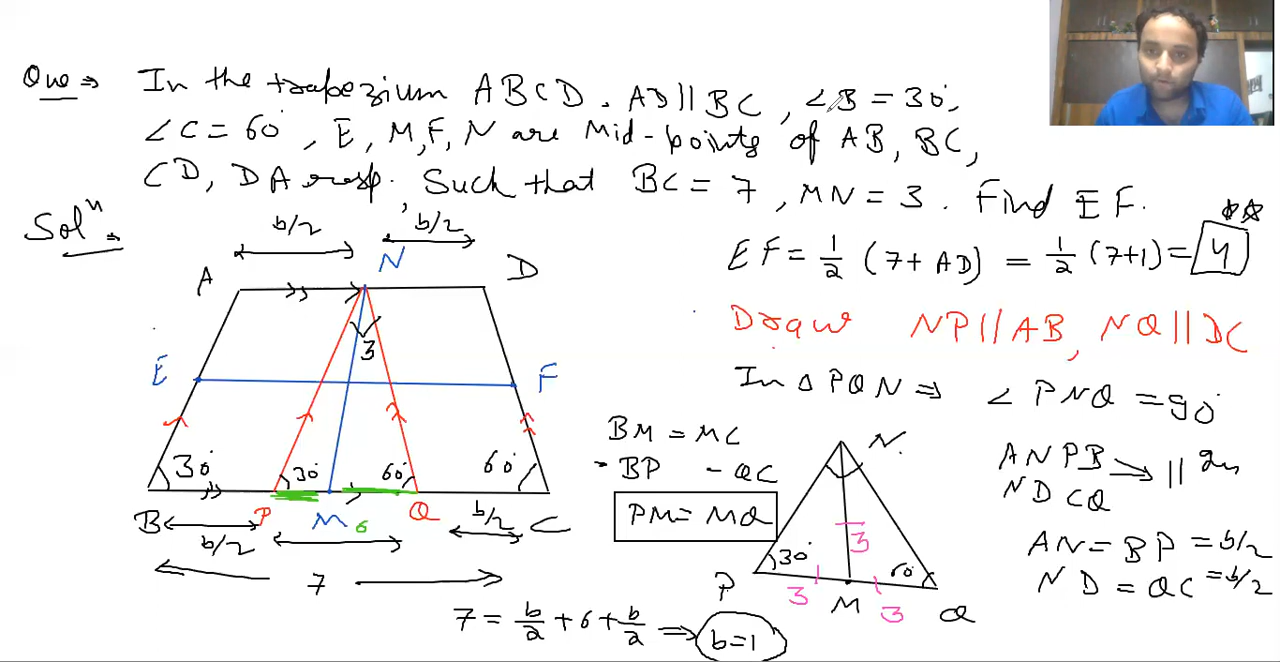 Que ⇒ In the trapezium ABCD. AD || BC, ∠B = 30°,
∠C = 60°, E, M, F, N are Mid-points of AB, BC,
CD, DA resp. Such that BC = 7, MN = 3. Find EF.
Solⁿ
EF = 1/2 (7 + AD) = 1/2 (7+1) = 4
Draw NP || AB, NQ || DC
In △ PQN ⇒ ∠PNQ = 90°
BM = MC
- BP - QC
PM = MQ
ANPB
NDCQ → || gm
AN = BP = b/2
ND = QC = b/2
7 = b/2 + 6 + b/2 ⇒ b = 1
b/2 b/2
A N D
3
E F
30° 30° 60° 60°
B P M 6 Q C
b/2 b/2
7
N
3
30° 60°
P 3 M 3 Q